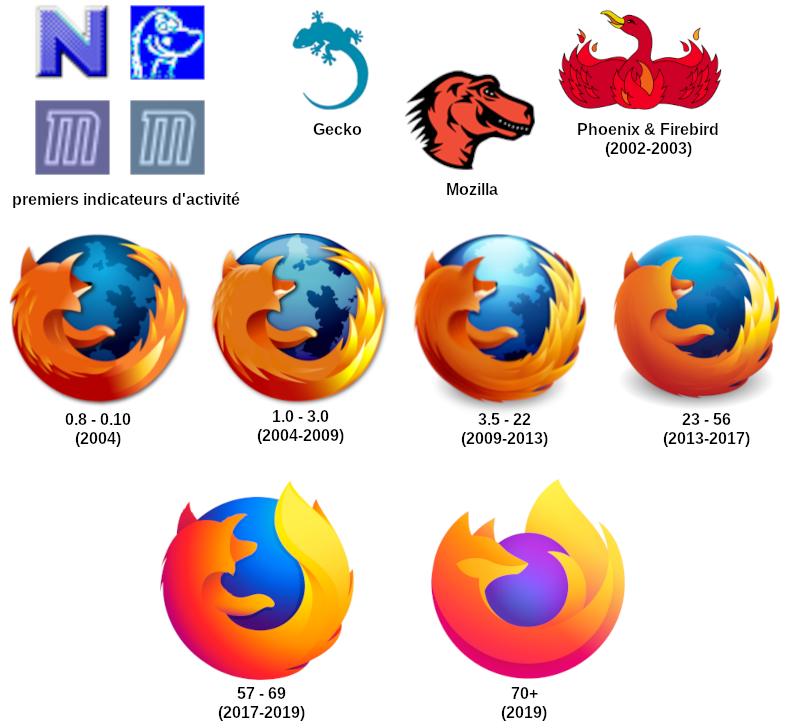 N
m m
premiers indicateurs d'activité
Gecko
Mozilla
Phoenix & Firebird
(2002-2003)
0.8 - 0.10
(2004)
1.0 - 3.0
(2004-2009)
3.5 - 22
(2009-2013)
23 - 56
(2013-2017)
57 - 69
(2017-2019)
70+
(2019)